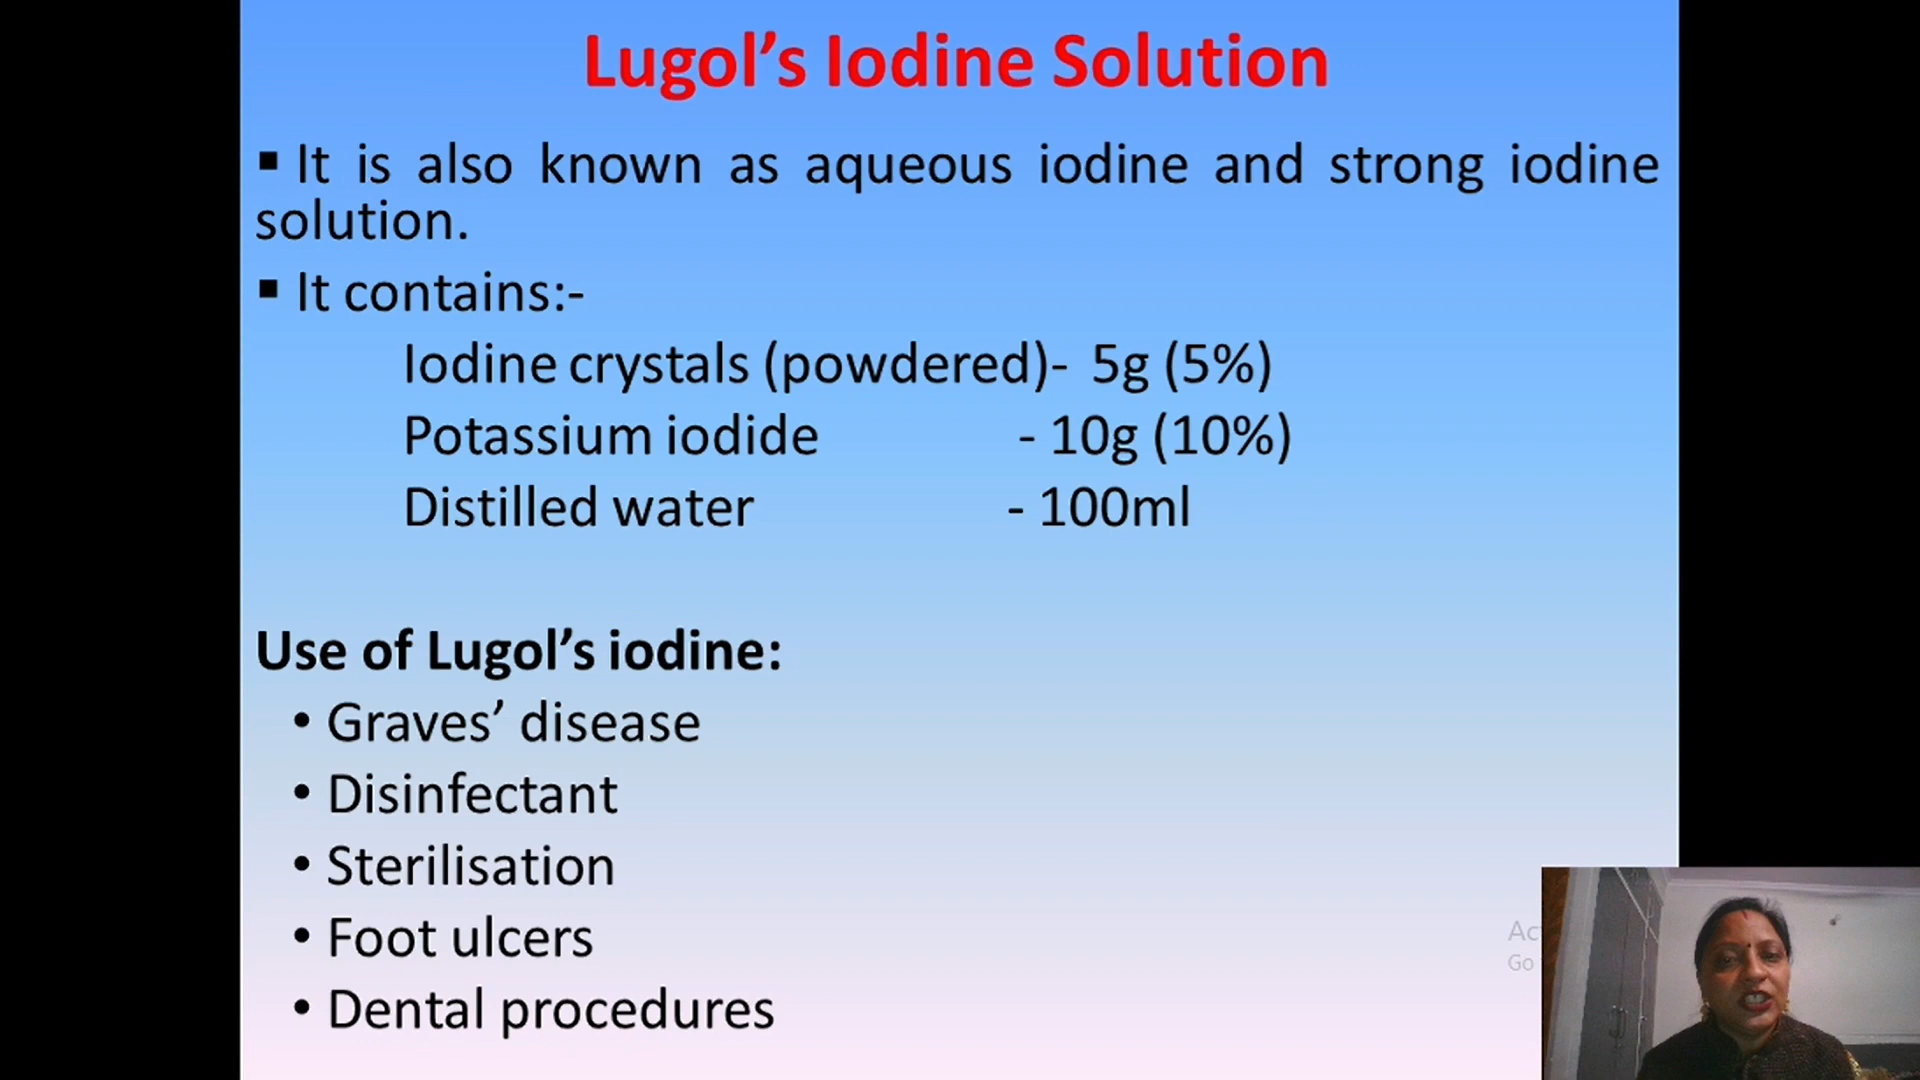 Lugol’s Iodine Solution
▪ It is also known as aqueous iodine and strong iodine
solution.
▪ It contains:-
Iodine crystals (powdered)- 5g (5%)
Potassium iodide - 10g (10%)
Distilled water - 100ml
Use of Lugol’s iodine:
• Graves’ disease
• Disinfectant
• Sterilisation
• Foot ulcers
• Dental procedures
Go